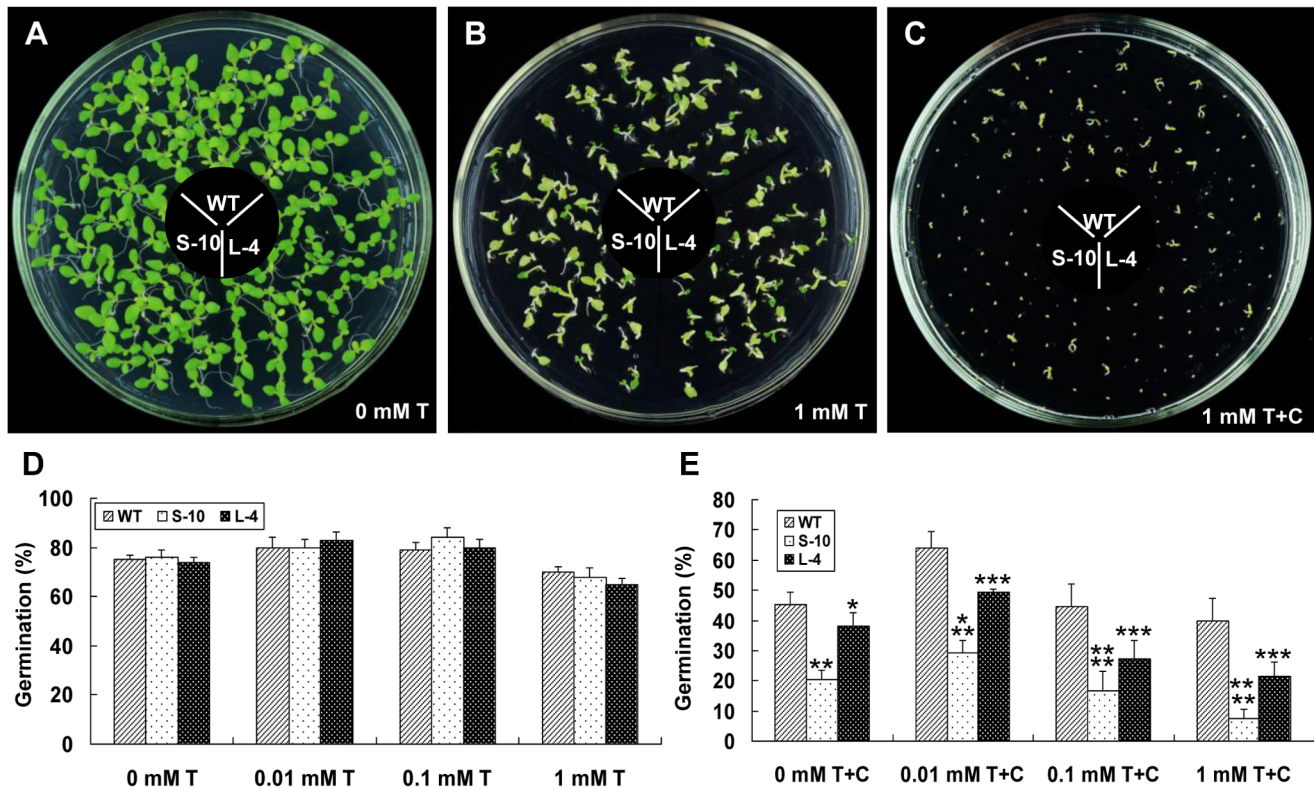 A
WT
S-10 L-4
0 mM T
B
WT
S-10 L-4
1 mM T
C
WT
S-10 L-4
1 mM T+C
D
Germination (%)
100
80
60
40
20
0
WT S-10 L-4
0 mM T 0.01 mM T 0.1 mM T 1 mM T
E
Germination (%)
80
70
60
50
40
30
20
10
0
WT
S-10
L-4
**
*
*
**
***
**
**
***
**
**
***
0 mM T+C 0.01 mM T+C 0.1 mM T+C 1 mM T+C